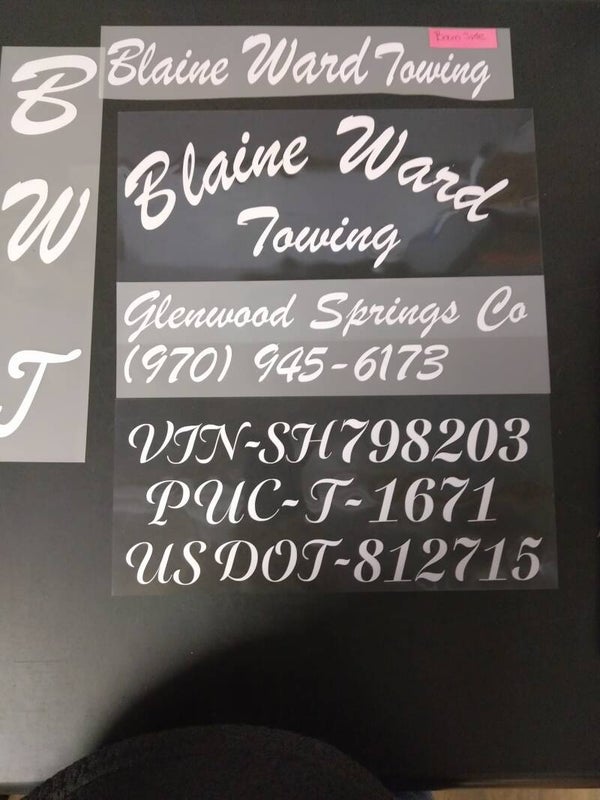 Blaine Ward Towing
B
W
T
Blaine Ward
Towing
Glenwood Springs Co
(970) 945-6173
VIN-SH798203
PUC-T-1671
US DOT-812715